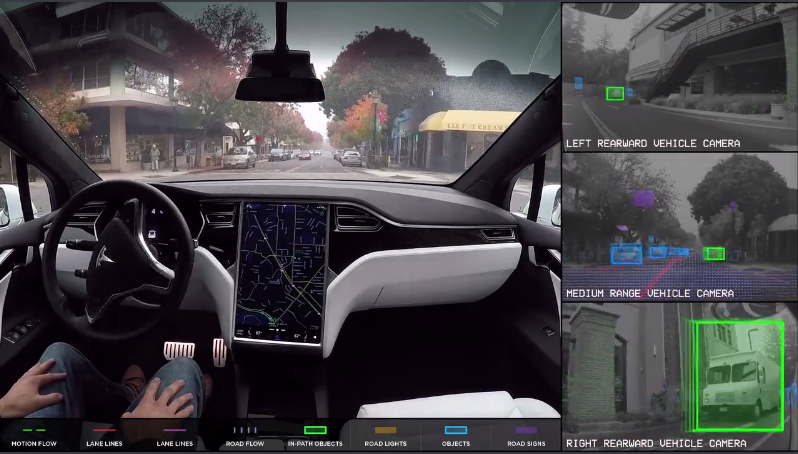 LEFT REARWARD VEHICLE CAMERA
MEDIUM RANGE VEHICLE CAMERA
RIGHT REARWARD VEHICLE CAMERA
MOTION FLOW
LANE LINES
LANE LINES
ROAD FLOW
IN-PATH OBJECTS
ROAD LIGHTS
OBJECTS
ROAD SIGNS